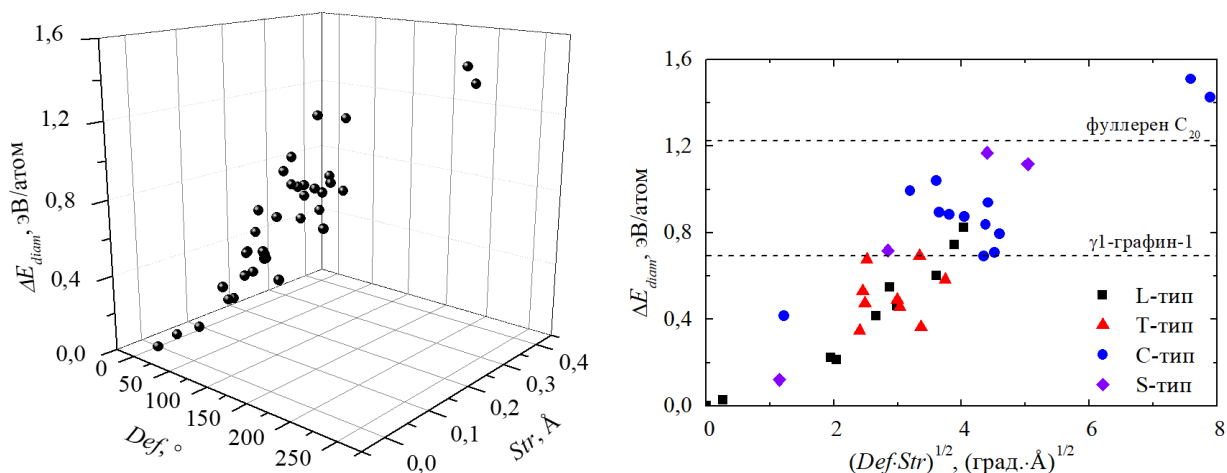 1,6
1,2
0,8
0,4
0,0
ΔE_diam, эВ/атом
0
50
100
150
200
250
Def, °
0,0
0,1
0,2
0,3
0,4
Str, Å
1,6
1,2
0,8
0,4
0,0
ΔE_diam, эВ/атом
фуллерен C₂₀
γ1-графин-1
L-тип
T-тип
C-тип
S-тип
0 2 4 6 8
(Def·Str)^1/2, (град.·Å)^1/2